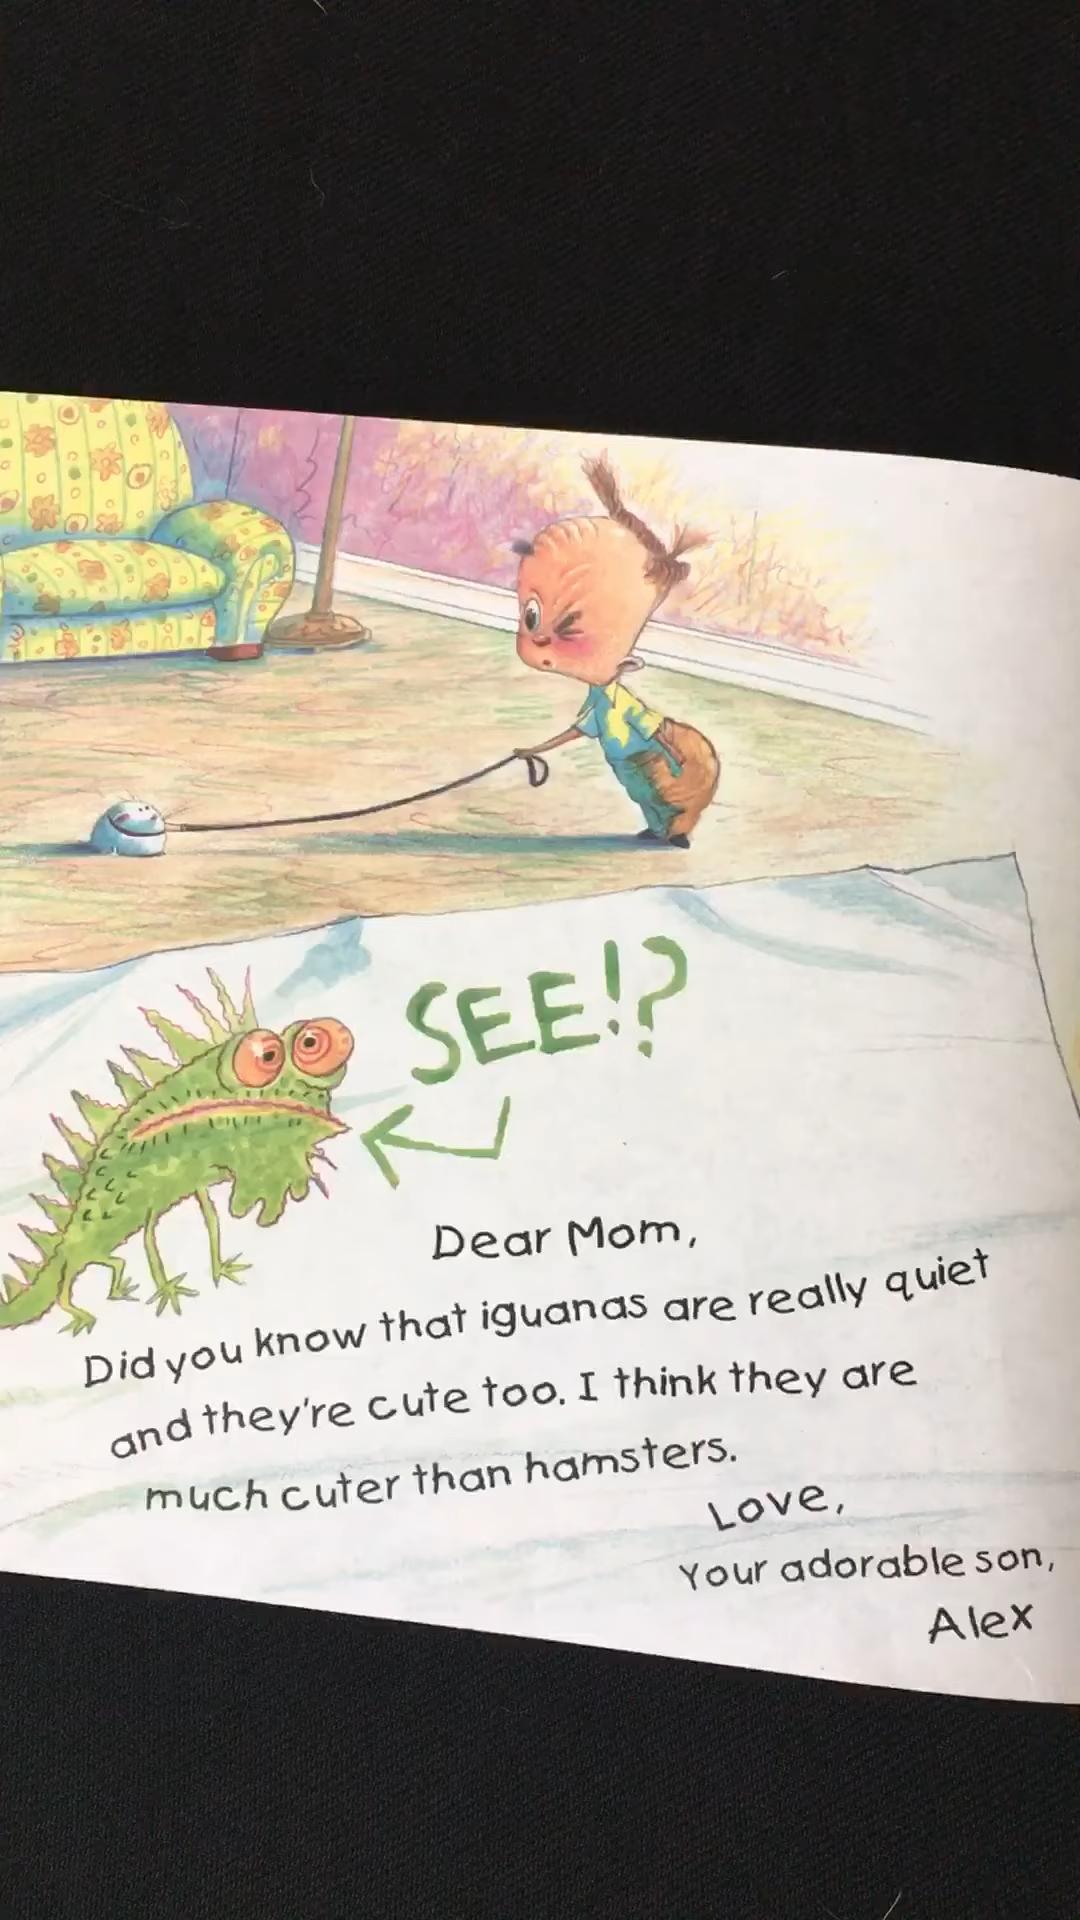 SEE!?
Dear Mom,
Did you know that iguanas are really quiet
and they're cute too. I think they are
much cuter than hamsters.
Love,
Your adorable son,
Alex